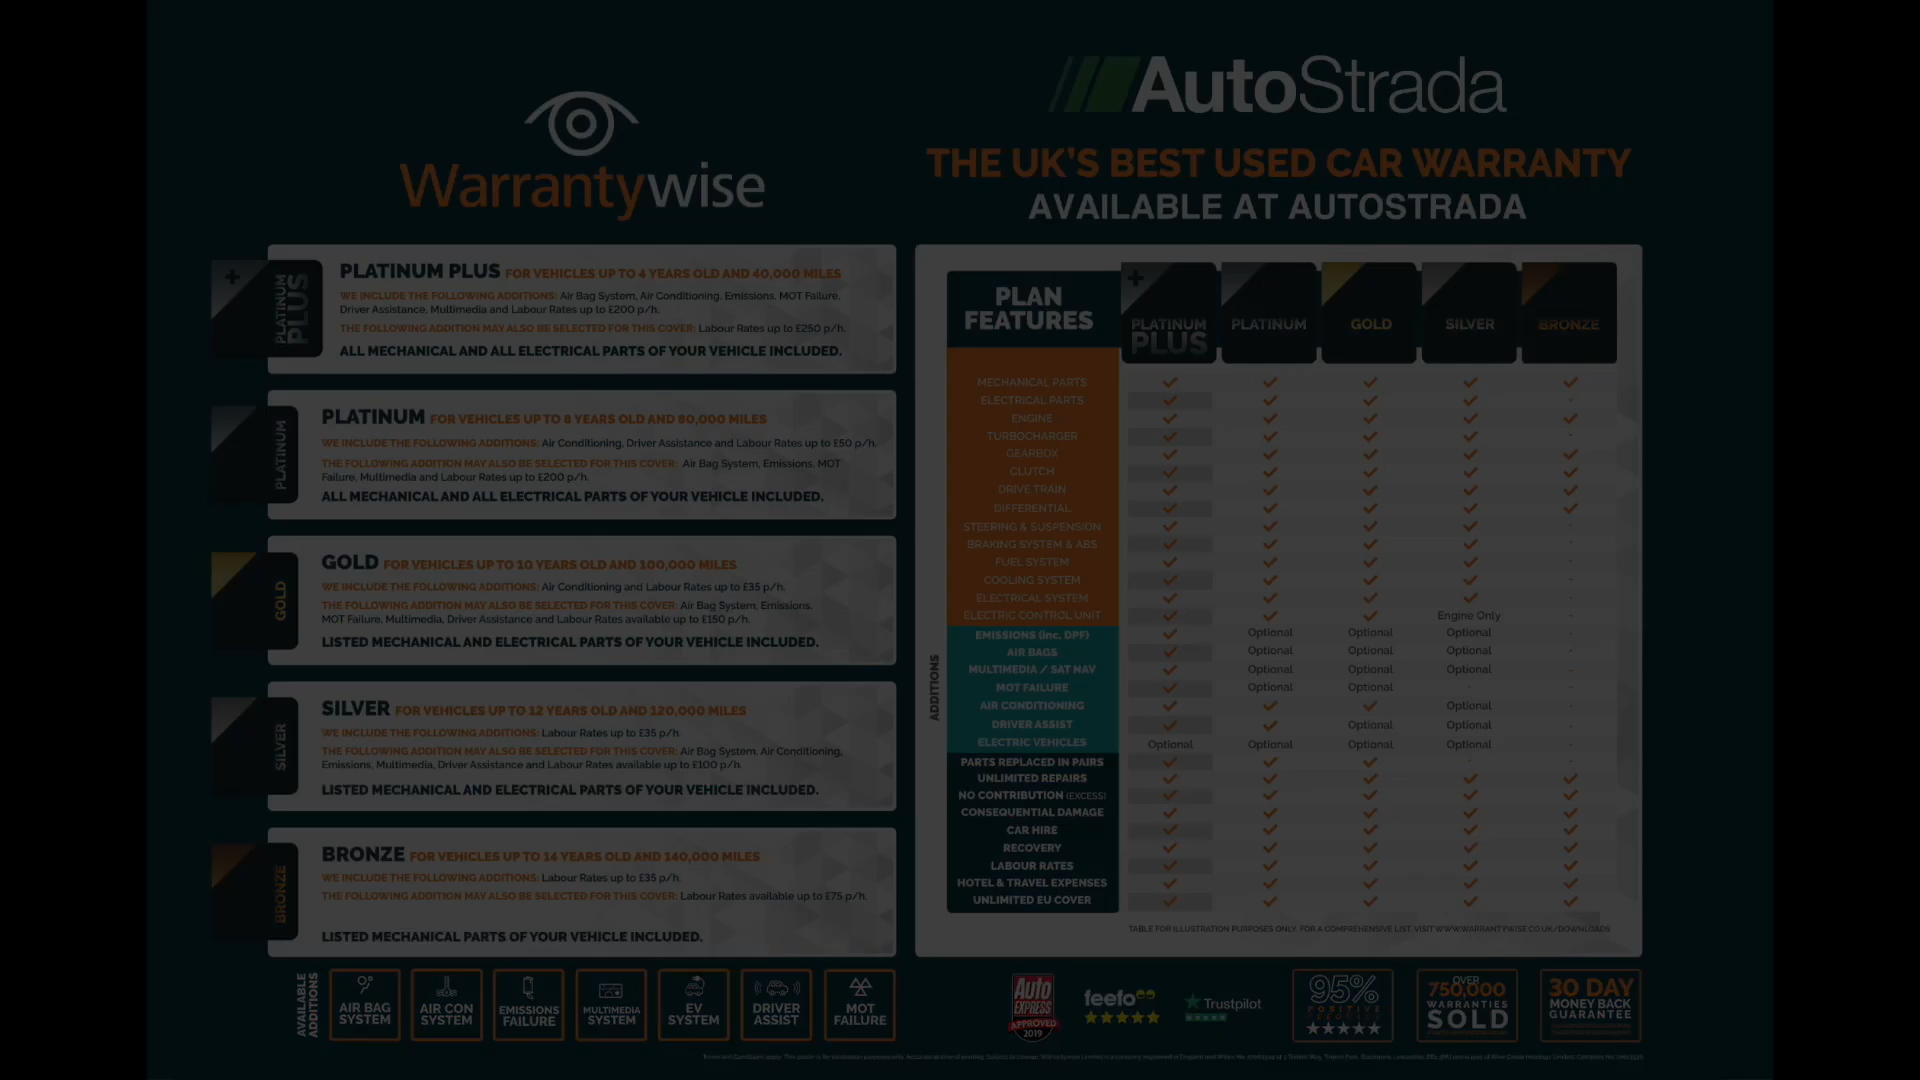 Warrantywise
AutoStrada
THE UK'S BEST USED CAR WARRANTY
AVAILABLE AT AUTOSTRADA
PLATINUM PLUS
PLATINUM PLUS FOR VEHICLES UP TO 4 YEARS OLD AND 40,000 MILES
WE INCLUDE THE FOLLOWING ADDITIONS: Air Bag System, Air Conditioning, Emissions, MOT Failure,
Driver Assistance, Multimedia and Labour Rates up to £200 p/h.
THE FOLLOWING ADDITION MAY ALSO BE SELECTED FOR THIS COVER: Labour Rates up to £250 p/h.
ALL MECHANICAL AND ALL ELECTRICAL PARTS OF YOUR VEHICLE INCLUDED.
PLATINUM
PLATINUM FOR VEHICLES UP TO 8 YEARS OLD AND 80,000 MILES
WE INCLUDE THE FOLLOWING ADDITIONS: Air Conditioning, Driver Assistance and Labour Rates up to £50 p/h.
THE FOLLOWING ADDITION MAY ALSO BE SELECTED FOR THIS COVER: Air Bag System, Emissions, MOT
Failure, Multimedia and Labour Rates up to £200 p/h.
ALL MECHANICAL AND ALL ELECTRICAL PARTS OF YOUR VEHICLE INCLUDED.
GOLD
GOLD FOR VEHICLES UP TO 10 YEARS OLD AND 100,000 MILES
WE INCLUDE THE FOLLOWING ADDITIONS: Air Conditioning and Labour Rates up to £35 p/h.
THE FOLLOWING ADDITION MAY ALSO BE SELECTED FOR THIS COVER: Air Bag System, Emissions,
MOT Failure, Multimedia, Driver Assistance and Labour Rates available up to £150 p/h.
LISTED MECHANICAL AND ELECTRICAL PARTS OF YOUR VEHICLE INCLUDED.
SILVER
SILVER FOR VEHICLES UP TO 12 YEARS OLD AND 120,000 MILES
WE INCLUDE THE FOLLOWING ADDITIONS: Labour Rates up to £35 p/h.
THE FOLLOWING ADDITION MAY ALSO BE SELECTED FOR THIS COVER: Air Bag System, Air Conditioning,
Emissions, Multimedia, Driver Assistance and Labour Rates available up to £100 p/h.
LISTED MECHANICAL AND ELECTRICAL PARTS OF YOUR VEHICLE INCLUDED.
BRONZE
BRONZE FOR VEHICLES UP TO 14 YEARS OLD AND 140,000 MILES
WE INCLUDE THE FOLLOWING ADDITIONS: Labour Rates up to £35 p/h.
THE FOLLOWING ADDITION MAY ALSO BE SELECTED FOR THIS COVER: Labour Rates available up to £75 p/h.
LISTED MECHANICAL PARTS OF YOUR VEHICLE INCLUDED.
AVAILABLE ADDITIONS
AIR BAG SYSTEM
AIR CON SYSTEM
EMISSIONS FAILURE
MULTIMEDIA SYSTEM
EV SYSTEM
DRIVER ASSIST
MOT FAILURE
PLAN FEATURES PLATINUM PLUS PLATINUM GOLD SILVER BRONZE
MECHANICAL PARTS
ELECTRICAL PARTS -
ENGINE
TURBOCHARGER -
GEARBOX
CLUTCH
DRIVE TRAIN
DIFFERENTIAL
STEERING & SUSPENSION -
BRAKING SYSTEM & ABS -
FUEL SYSTEM -
COOLING SYSTEM -
ELECTRICAL SYSTEM -
ELECTRIC CONTROL UNIT Engine Only -
ADDITIONS
EMISSIONS (inc. DPF) Optional Optional Optional -
AIR BAGS Optional Optional Optional -
MULTIMEDIA / SAT NAV Optional Optional Optional -
MOT FAILURE Optional Optional - -
AIR CONDITIONING Optional -
DRIVER ASSIST Optional Optional -
ELECTRIC VEHICLES Optional Optional Optional Optional -
PARTS REPLACED IN PAIRS - -
UNLIMITED REPAIRS
NO CONTRIBUTION (EXCESS)
CONSEQUENTIAL DAMAGE
CAR HIRE
RECOVERY
LABOUR RATES
HOTEL & TRAVEL EXPENSES
UNLIMITED EU COVER
TABLE FOR ILLUSTRATION PURPOSES ONLY. FOR A COMPREHENSIVE LIST, VISIT WWW.WARRANTYWISE.CO.UK/DOWNLOADS
Auto EXPRESS APPROVED 2019
feefo
Trustpilot
95% POSITIVE
OVER 750,000 WARRANTIES SOLD
30 DAY MONEY BACK GUARANTEE